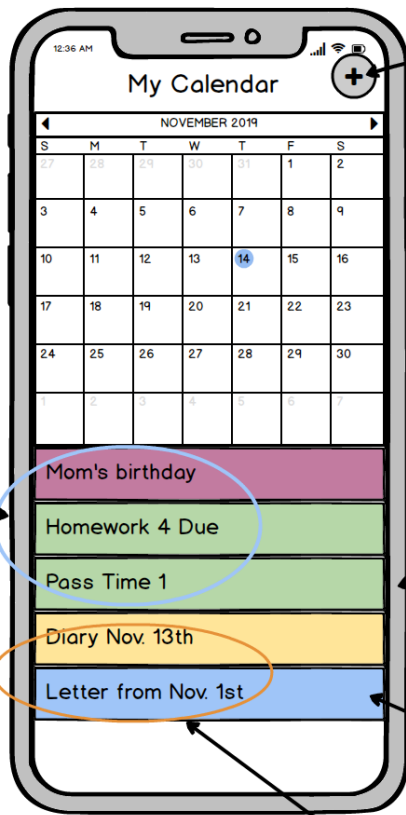 12:36 AM
My Calendar
+
NOVEMBER 2019
S M T W T F S
27 28 29 30 31 1 2
3 4 5 6 7 8 9
10 11 12 13 14 15 16
17 18 19 20 21 22 23
24 25 26 27 28 29 30
1 2 3 4 5 6 7
Mom's birthday
Homework 4 Due
Pass Time 1
Diary Nov. 13th
Letter from Nov. 1st